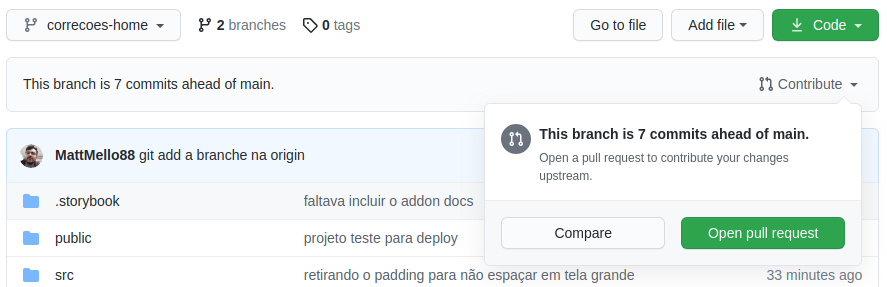 correcoes-home
2 branches
0 tags
Go to file
Add file
Code
This branch is 7 commits ahead of main.
Contribute
This branch is 7 commits ahead of main.
Open a pull request to contribute your changes
upstream.
Compare
Open pull request
MattMello88 git add a branche na origin
.storybook faltava incluir o addon docs
public projeto teste para deploy
src retirando o padding para não espaçar em tela grande 33 minutes ago